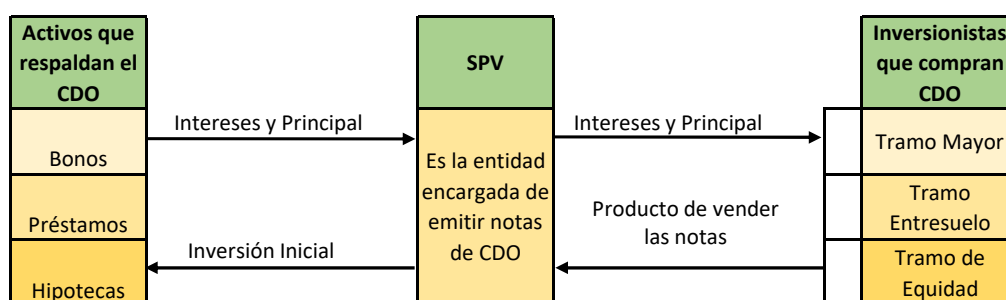 Activos que
respaldan el
CDO
Bonos
Préstamos
Hipotecas
Intereses y Principal
Inversión Inicial
SPV
Es la entidad
encargada de
emitir notas
de CDO
Intereses y Principal
Producto de vender
las notas
Inversionistas
que compran
CDO
Tramo Mayor
Tramo
Entresuelo
Tramo de
Equidad